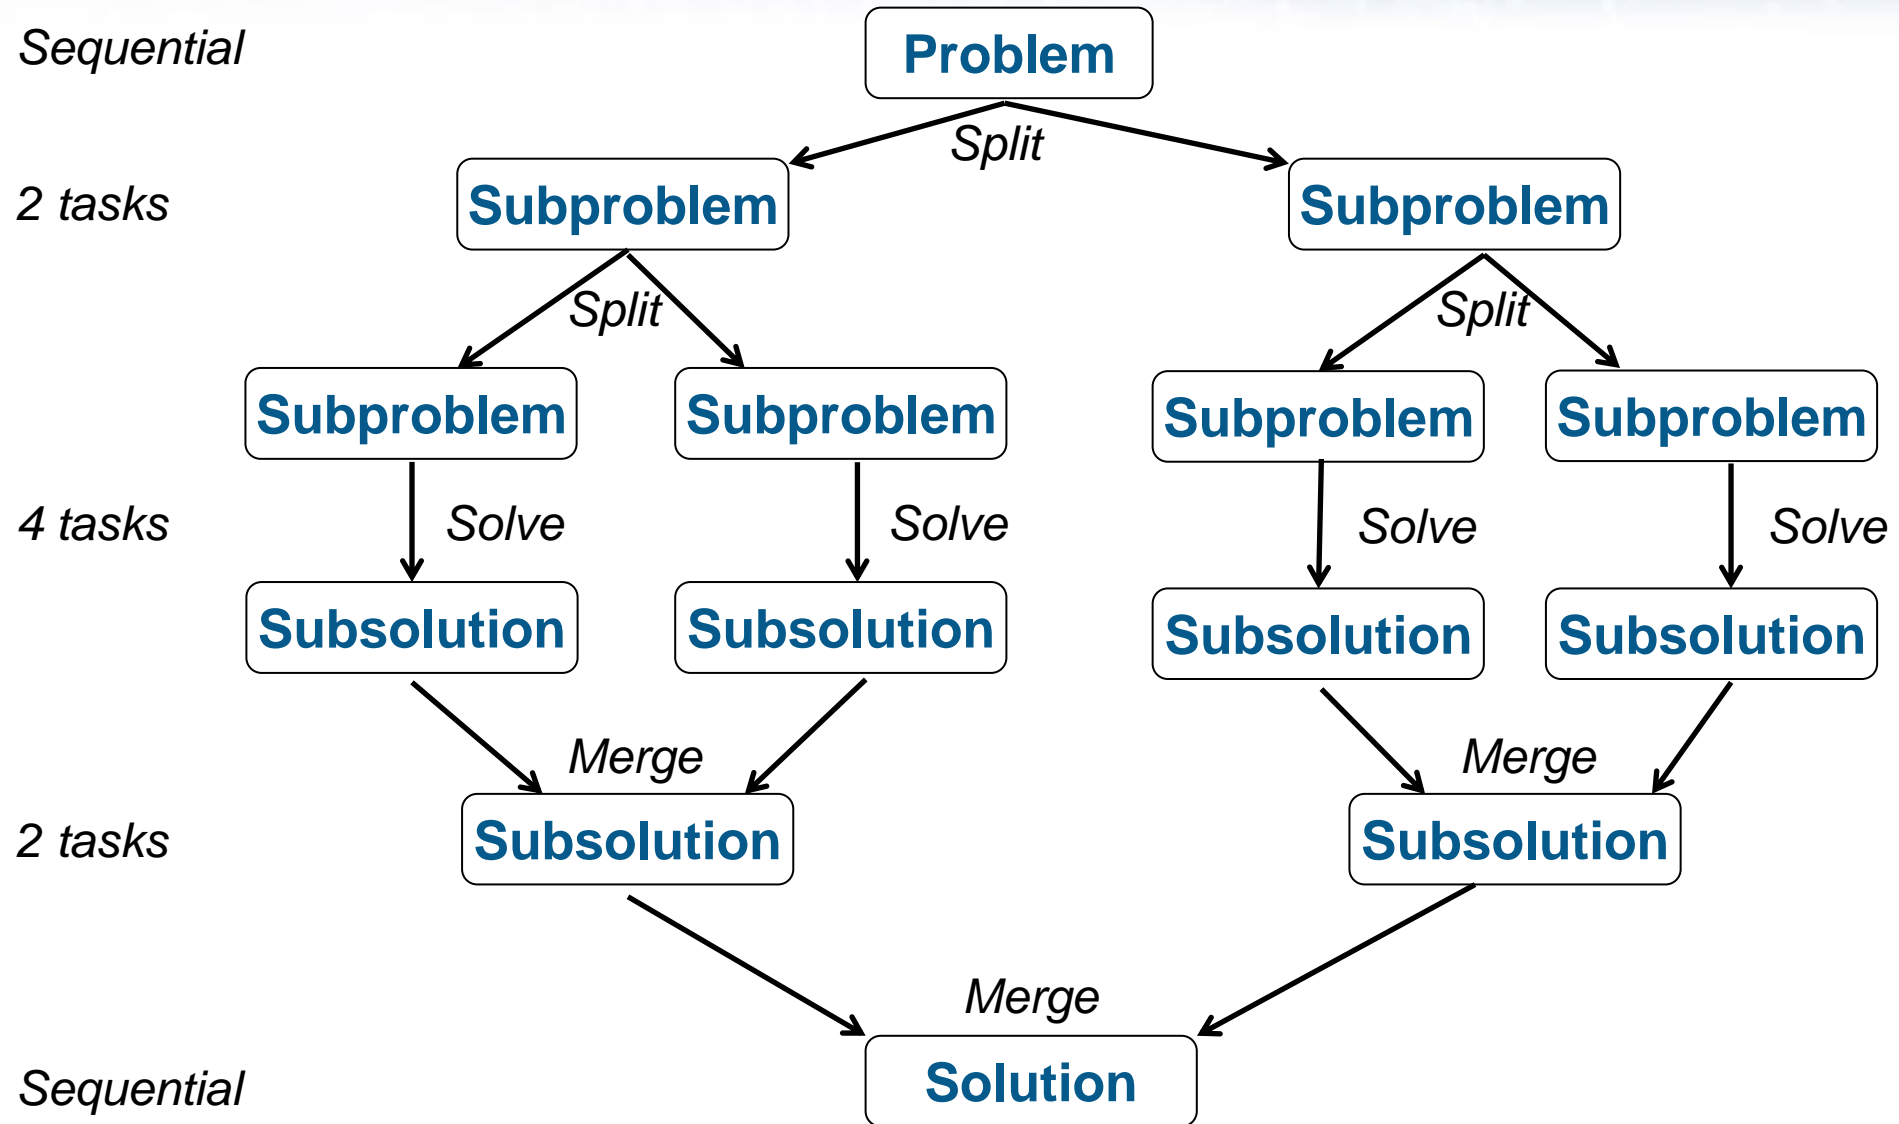 Sequential
Problem
Split
2 tasks
Subproblem
Subproblem
Split
Split
Subproblem
Subproblem
Subproblem
Subproblem
4 tasks
Solve
Solve
Solve
Solve
Subsolution
Subsolution
Subsolution
Subsolution
Merge
Merge
2 tasks
Subsolution
Subsolution
Merge
Sequential
Solution